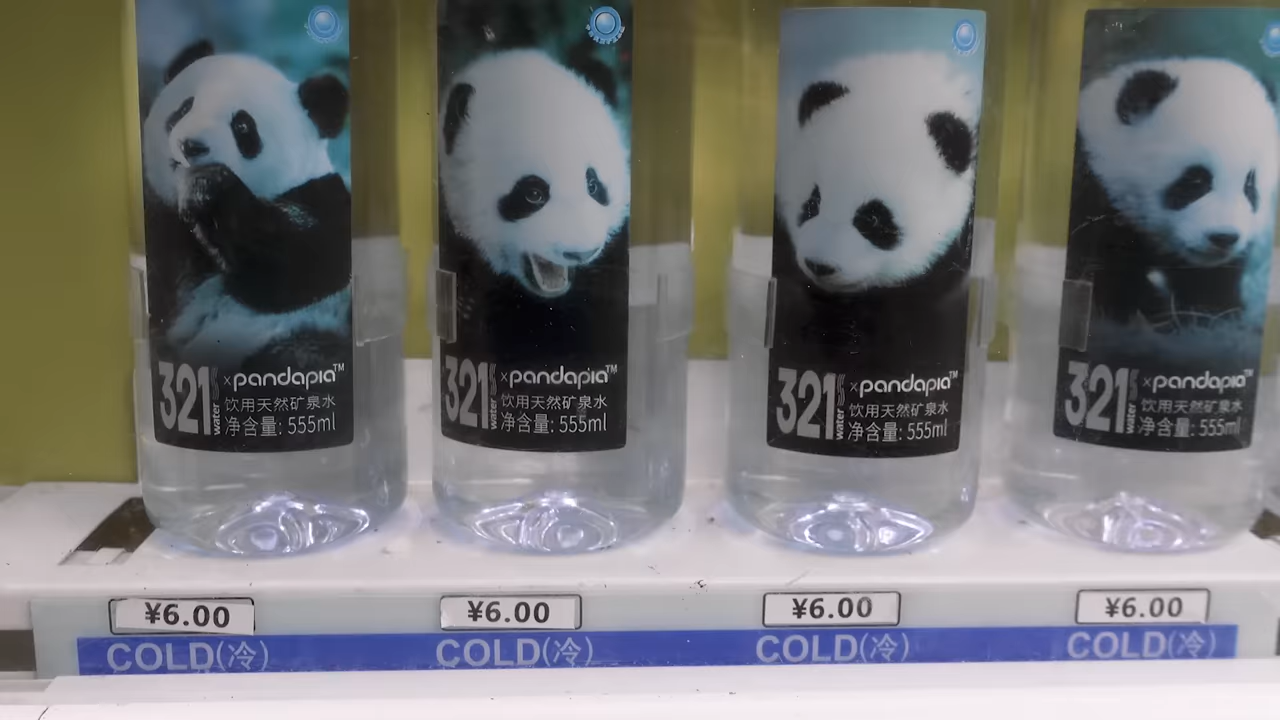 321 water ×pandapia™
饮用天然矿泉水
净含量: 555ml
321 water ×pandapia™
饮用天然矿泉水
净含量: 555ml
321 water ×pandapia™
饮用天然矿泉水
净含量: 555ml
321 water ×pandapia™
饮用天然矿泉水
净含量: 555ml
¥6.00 ¥6.00 ¥6.00 ¥6.00
COLD(冷) COLD(冷) COLD(冷) COLD(冷)